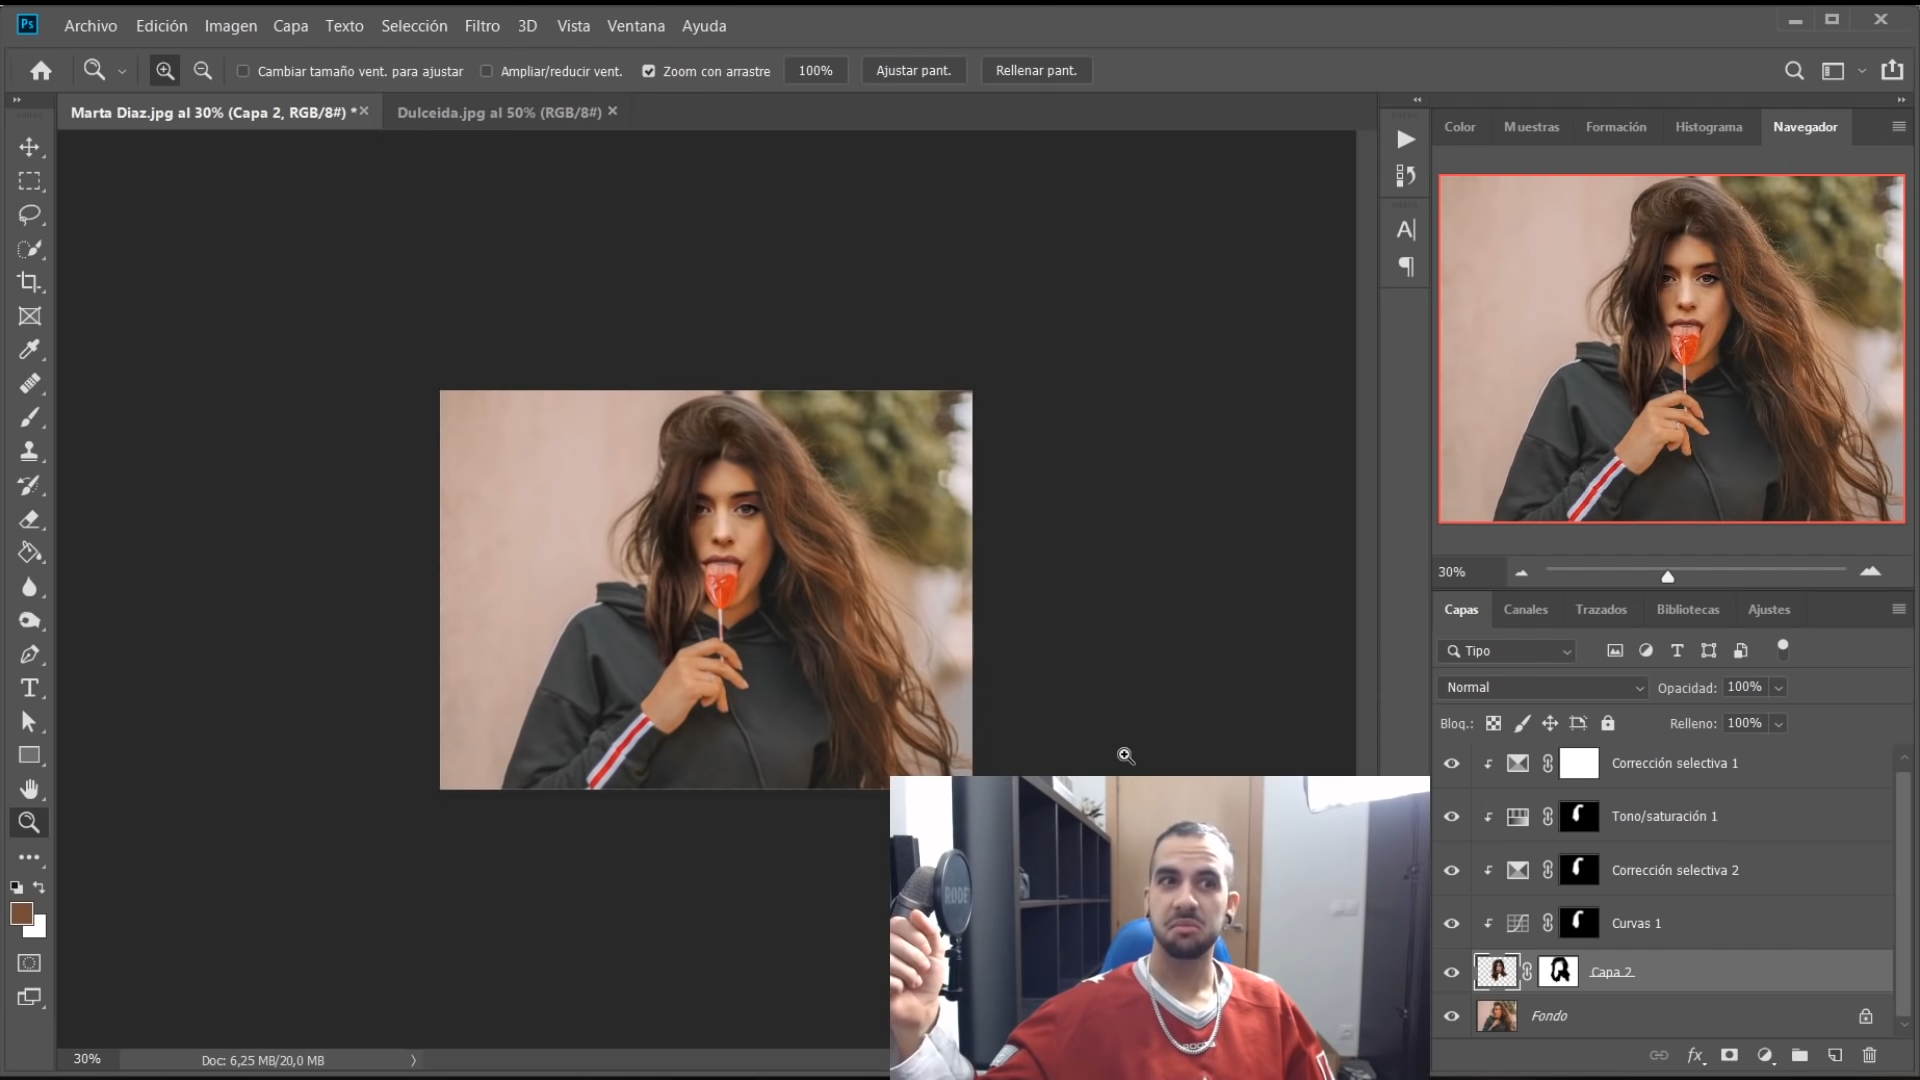 Ps Archivo Edición Imagen Capa Texto Selección Filtro 3D Vista Ventana Ayuda
Cambiar tamaño vent. para ajustar Ampliar/reducir vent. Zoom con arrastre 100% Ajustar pant. Rellenar pant.
Marta Diaz.jpg al 30% (Capa 2, RGB/8#) * Dulceida.jpg al 50% (RGB/8#)
Color Muestras Formación Histograma Navegador
30%
Capas Canales Trazados Bibliotecas Ajustes
Tipo
Normal Opacidad: 100%
Bloq.: Relleno: 100%
Corrección selectiva 1
Tono/saturación 1
Corrección selectiva 2
Curvas 1
Capa 2
Fondo
fx
30% Doc: 6,25 MB/20,0 MB
RØDE